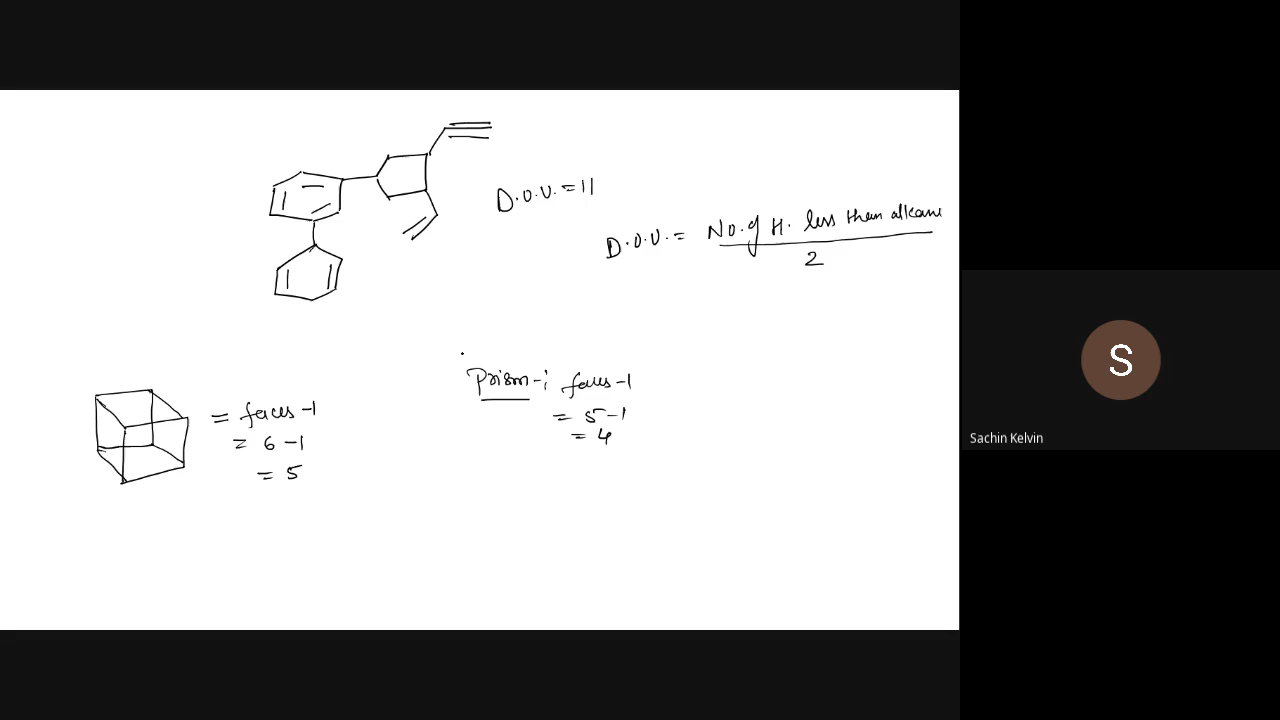 D.O.U. = 11
D.O.U. = No. of H. less than alkane
2
= faces -1
= 6 -1
= 5
Prism -: faces -1
= 5 -1
= 4
S
Sachin Kelvin